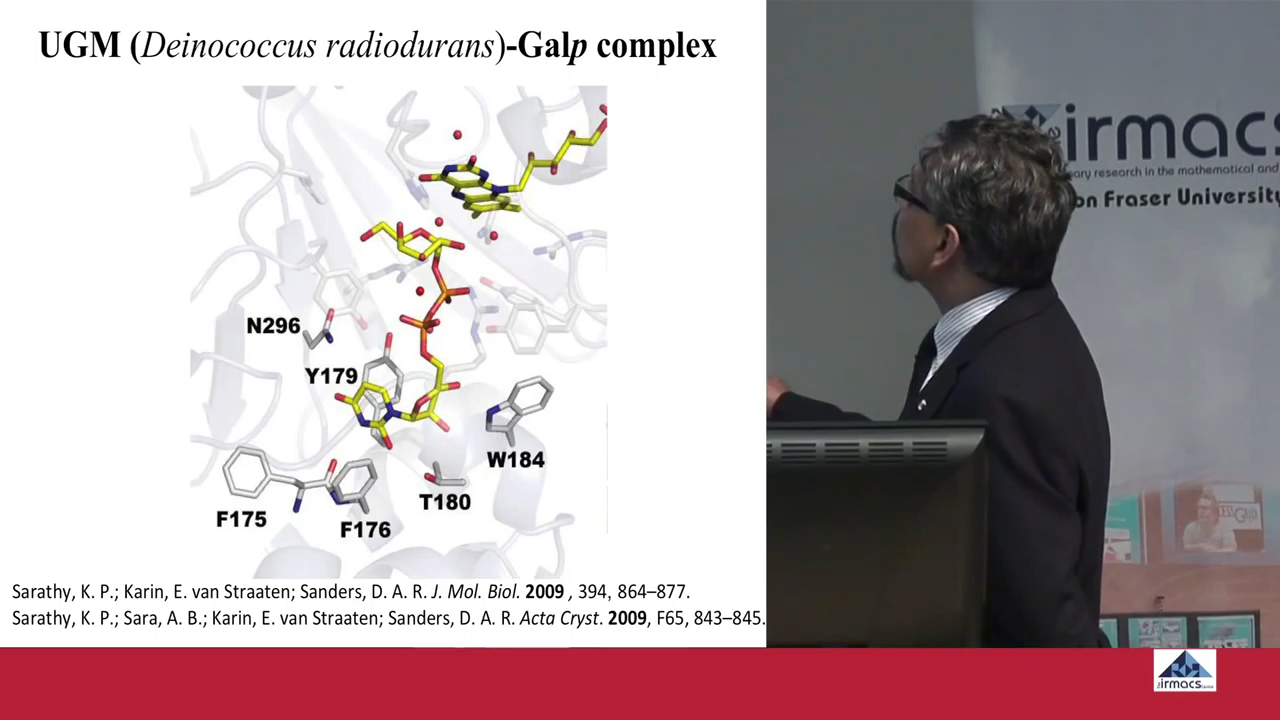 UGM (Deinococcus radiodurans)-Galp complex
N296
Y179
W184
T180
F175
F176
Sarathy, K. P.; Karin, E. van Straaten; Sanders, D. A. R. J. Mol. Biol. 2009 , 394, 864–877.
Sarathy, K. P.; Sara, A. B.; Karin, E. van Straaten; Sanders, D. A. R. Acta Cryst. 2009, F65, 843–845.
irmacs
ary research in the mathematical and
on Fraser University
irmacs